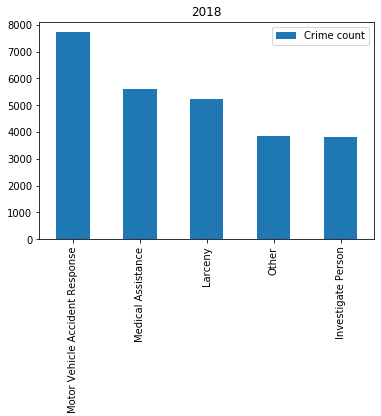 2018
Crime count
8000
7000
6000
5000
4000
3000
2000
1000
0
Motor Vehicle Accident Response
Medical Assistance
Larceny
Other
Investigate Person